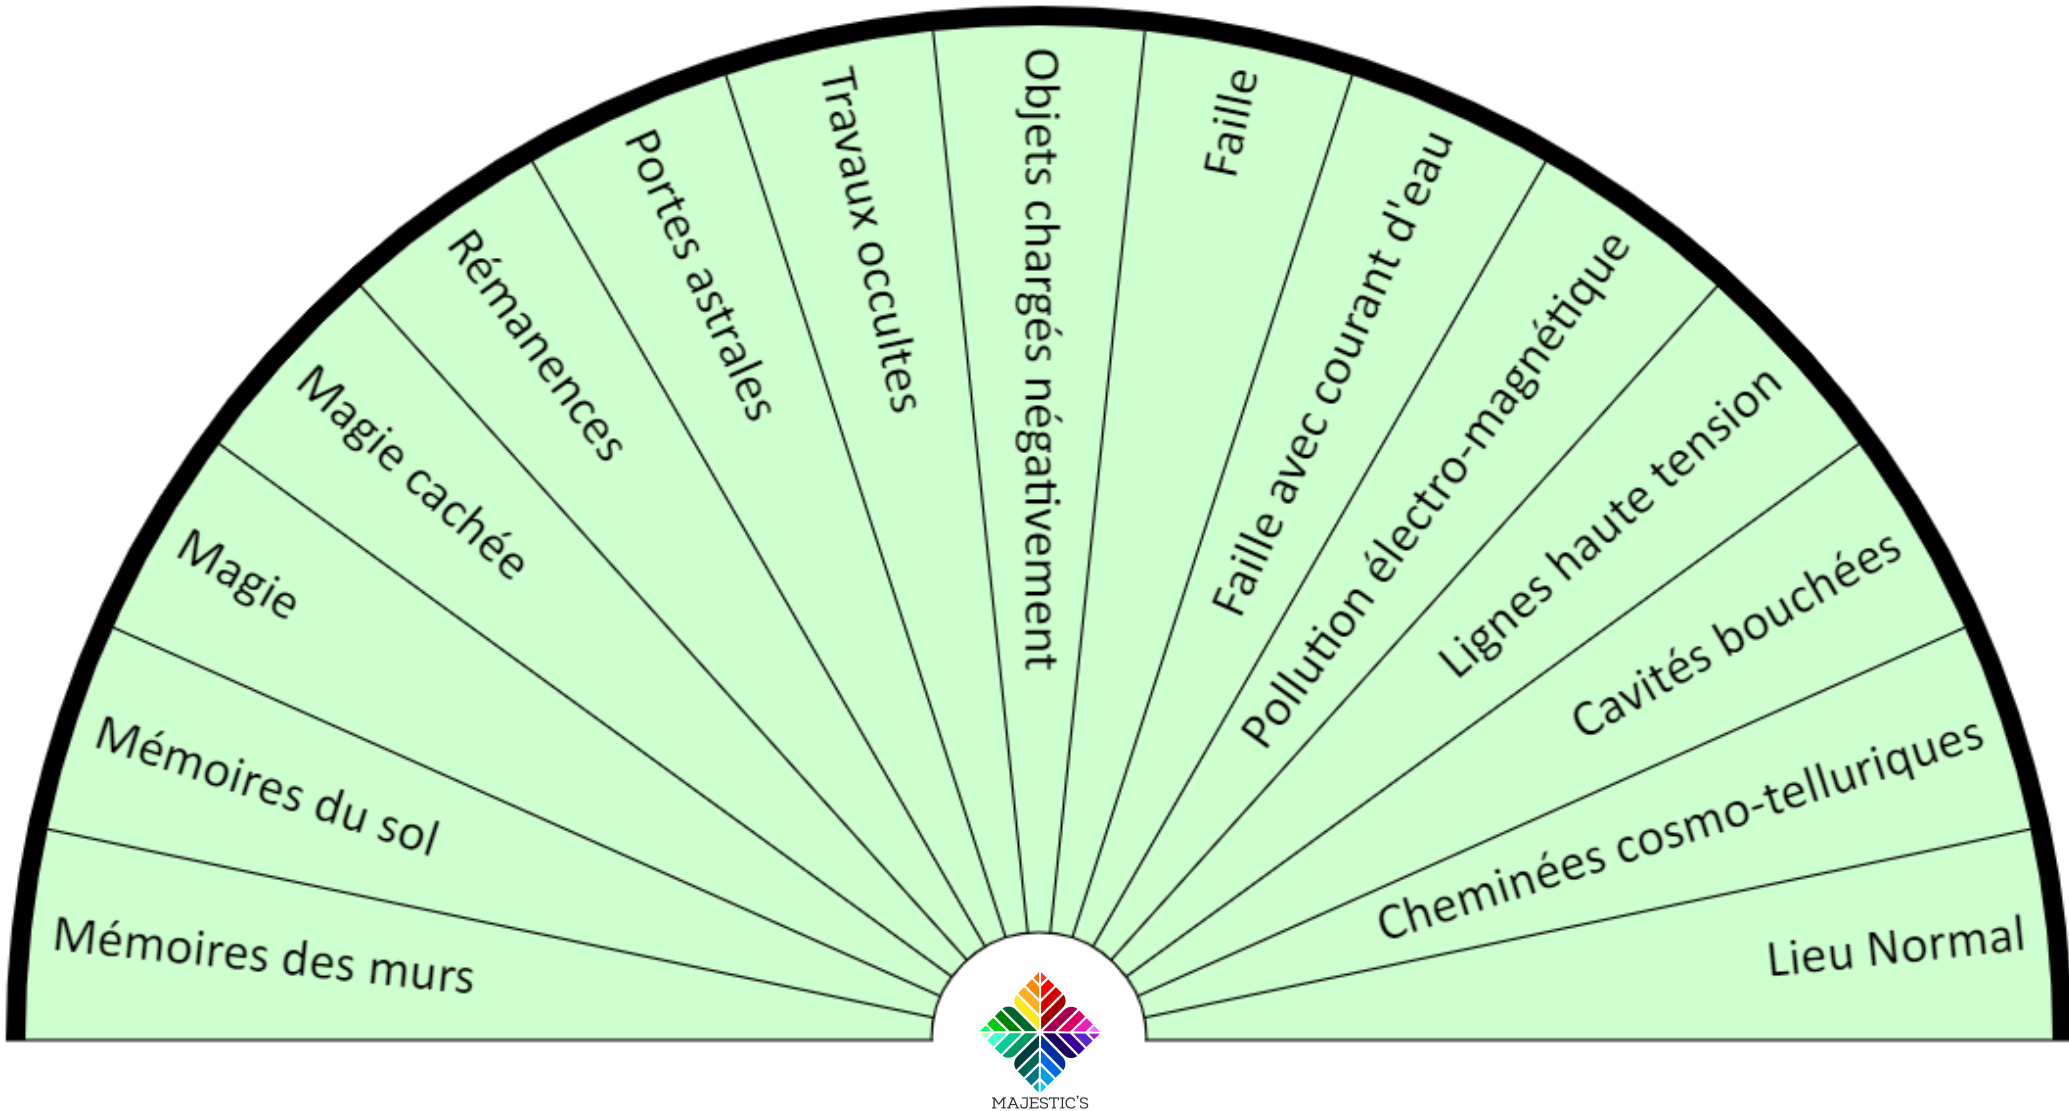 Mémoires des murs
Mémoires du sol
Magie
Magie cachée
Rémanences
Portes astrales
Travaux occultes
Objets chargés négativement
Faille
Faille avec courant d'eau
Pollution électro-magnétique
Lignes haute tension
Cavités bouchées
Cheminées cosmo-telluriques
Lieu Normal
MAJESTIC'S